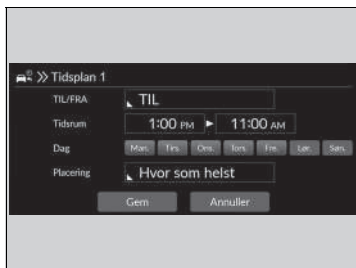 Tidsplan 1
TIL/FRA TIL
Tidsrum 1:00 PM ► 11:00 AM
Dag Man. Tirs. Ons. Tors. Fre. Lør. Søn.
Placering Hvor som helst
Gem Annuller